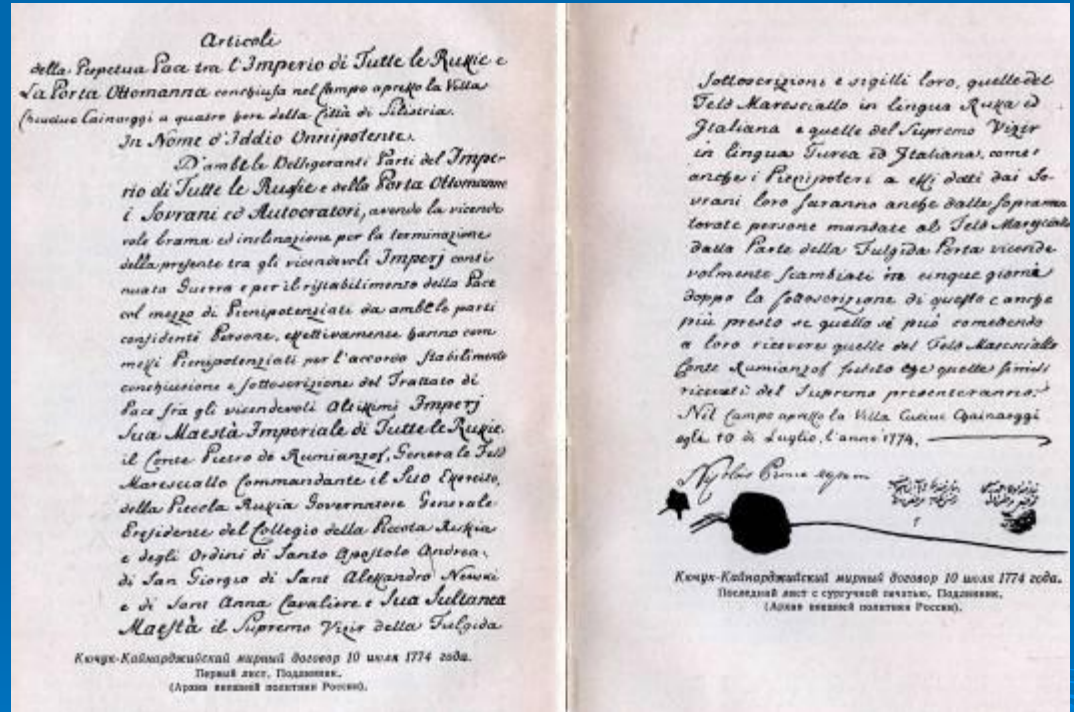 Articoli
della Perpetua Pace tra l'Imperio di Tutte le Russie e
La Porta Ottomanna conchiusa nel Campo apresso la Villa
Cainarggi a quatro hore della Città di Silistria.
In Nome d'Iddio Onnipotente.
D'ambe le Belligeranti Parti del Impe-
rio di Tutte le Russie e della Porta Ottomanna
i Sovrani ed Autocratori, avendo la vicende
vole brama ed inclinazione per la terminazione
della presente tra gli vicendevoli Imperj conti
nuata Guerra e per il ristabilimento della Pace
col mezzo di Pienipotenziati da ambe le parti
confidenti Persone, effettivamente hanno com
messi Pienipotenziati per l'accordo stabilimento
conchiusione e sottoscrizione del Trattato di
Pace fra gli vicendevoli Altissimi Imperj
Sua Maestà Imperiale di Tutte le Russie.
il Conte Pietro de Rumianzof, Generale Feld
Maresciallo Commandante il Suo Esercito,
della Piccola Russia Governatore Generale
Presidente del Collegio della Piccola Russia
e degli Ordini di Santo Apostolo Andrea,
di San Giorgio di Sant Alessandro Newski
e di Sant Anna Cavaliere e Sua Sultanea
Maestà il Supremo Vizir della Fulgida
Кючук-Кайнарджийский мирный договор 10 июля 1774 года.
Первый лист. Подлинник.
(Архив внешней политики России).
sottoscrizioni e sigilli loro, quelle del
Feld Maresciallo in lingua Russa ed
Italiana e quelle del Supremo Vizir
in lingua Turca ed Italiana, come
anche i Pienipoteri a essi dati dai So-
vrani loro saranno anche dalle sopranno
tovate persone mandate al Feld Maresciallo
dalla Parte della Fulgida Porta vicende
volmente scambiati in cinque giorni
doppo la sottoscrizione di questo e anche
più presto se quello si può
a loro ricevere quelle del Feld Maresciallo
Conte Rumianzof che quelle simili
ricevuti del Supremo presenteranno.
Nel Campo apresso la Villa Cainarggi
agli 10 di Luglio, l'anno 1774.
Кючук-Кайнарджийский мирный договор 10 июля 1774 года.
Последний лист с сургучной печатью. Подлинник.
(Архив внешней политики России).